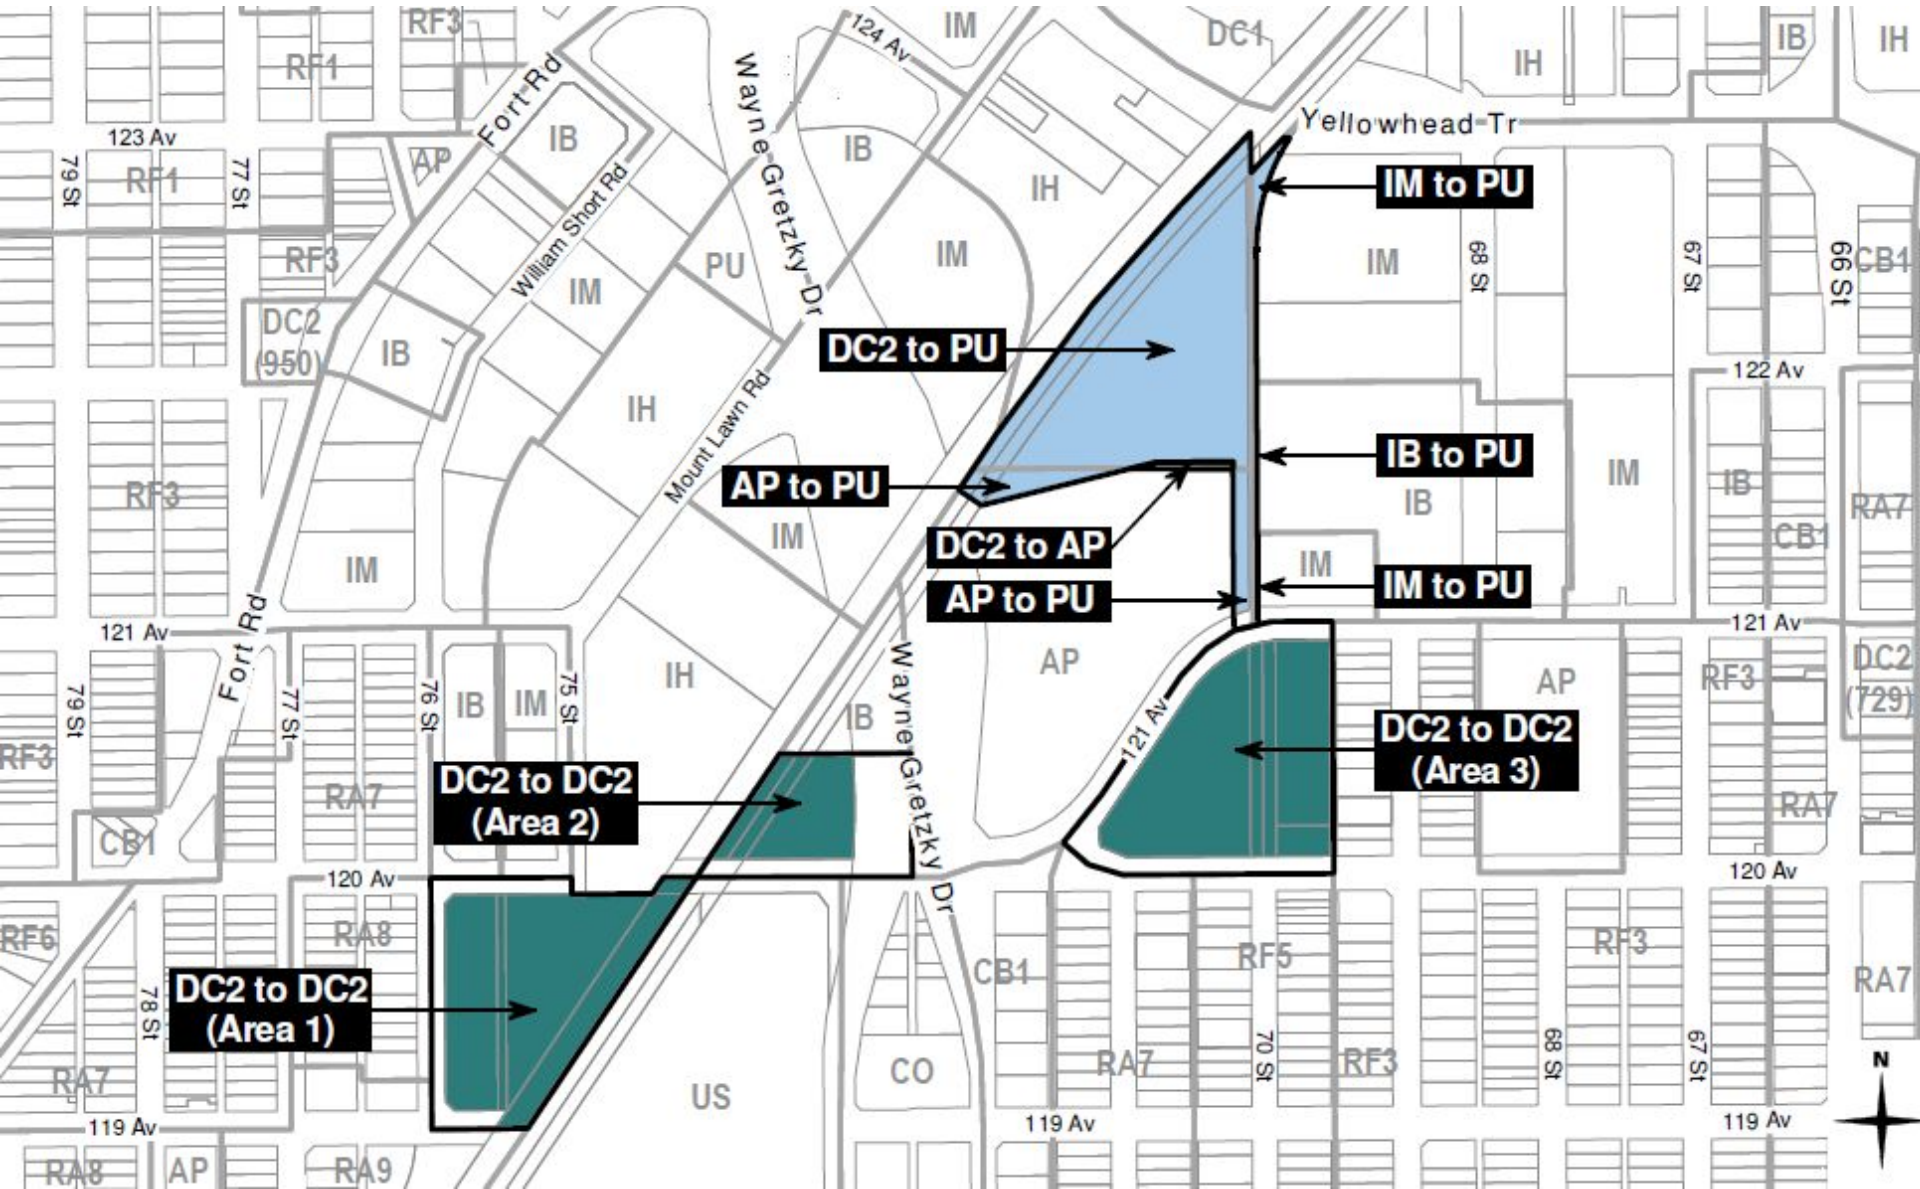 RF3
124 Av
IM
DC1
IB
IH
RF1
Fort Rd
Wayne Gretzky Dr
IH
Yellowhead Tr
123 Av
IB
IB
AP
79 St
RF1
77 St
William Short Rd
IH
IM to PU
RF3
PU
IM
IM
68 St
67 St
66 St
CB1
IM
DC2
(950)
IB
DC2 to PU
122 Av
IH
Mount Lawn Rd
RF3
AP to PU
IB to PU
IM
IB
IB
RA7
IM
CB1
DC2 to AP
IM
IM
IM to PU
AP to PU
Fort Rd
121 Av
121 Av
79 St
77 St
76 St
IB
IM
75 St
IH
Wayne Gretzky Dr
AP
AP
RF3
DC2
(729)
IB
121 Av
RF3
DC2 to DC2
(Area 3)
DC2 to DC2
(Area 2)
RA7
RA7
CB1
120 Av
120 Av
RF6
RA8
RF5
RF3
CB1
RA7
DC2 to DC2
(Area 1)
78 St
70 St
68 St
67 St
RA7
US
CO
RA7
RF3
N
119 Av
119 Av
119 Av
RA8
AP
RA9